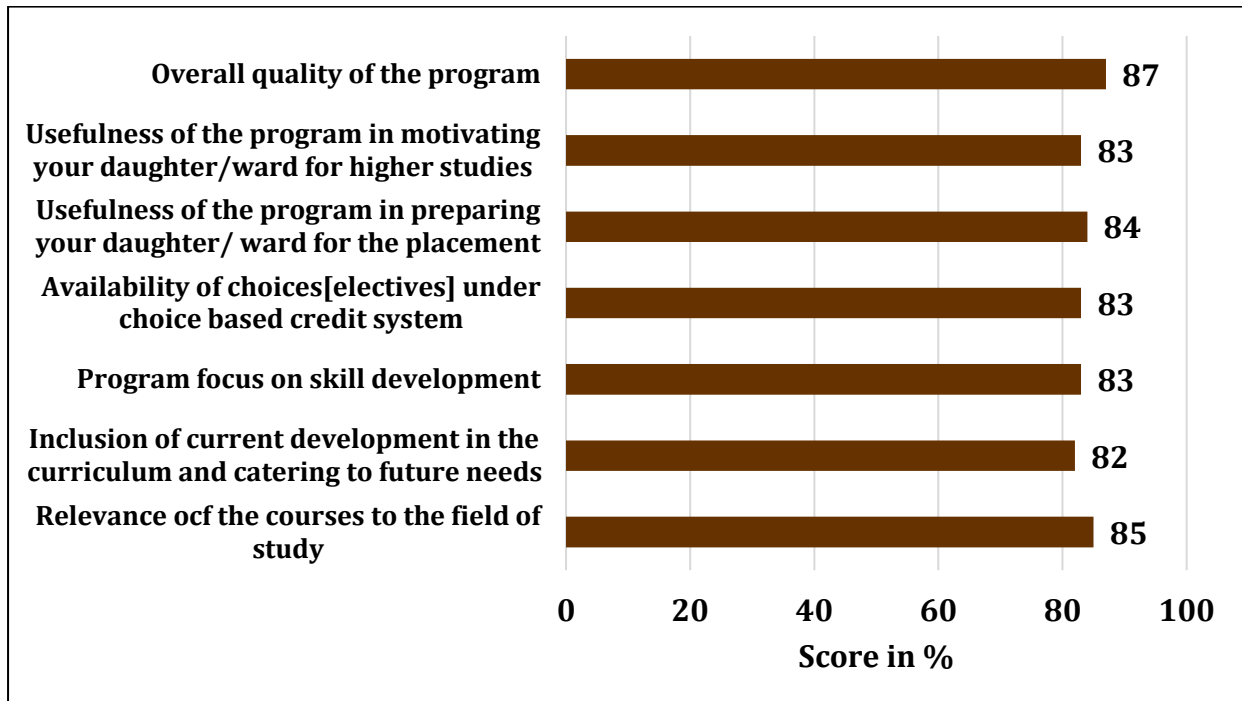 Overall quality of the program
87
Usefulness of the program in motivating
your daughter/ward for higher studies
83
Usefulness of the program in preparing
your daughter/ ward for the placement
84
Availability of choices[electives] under
choice based credit system
83
Program focus on skill development
83
Inclusion of current development in the
curriculum and catering to future needs
82
Relevance ocf the courses to the field of
study
85
0 20 40 60 80 100
Score in %